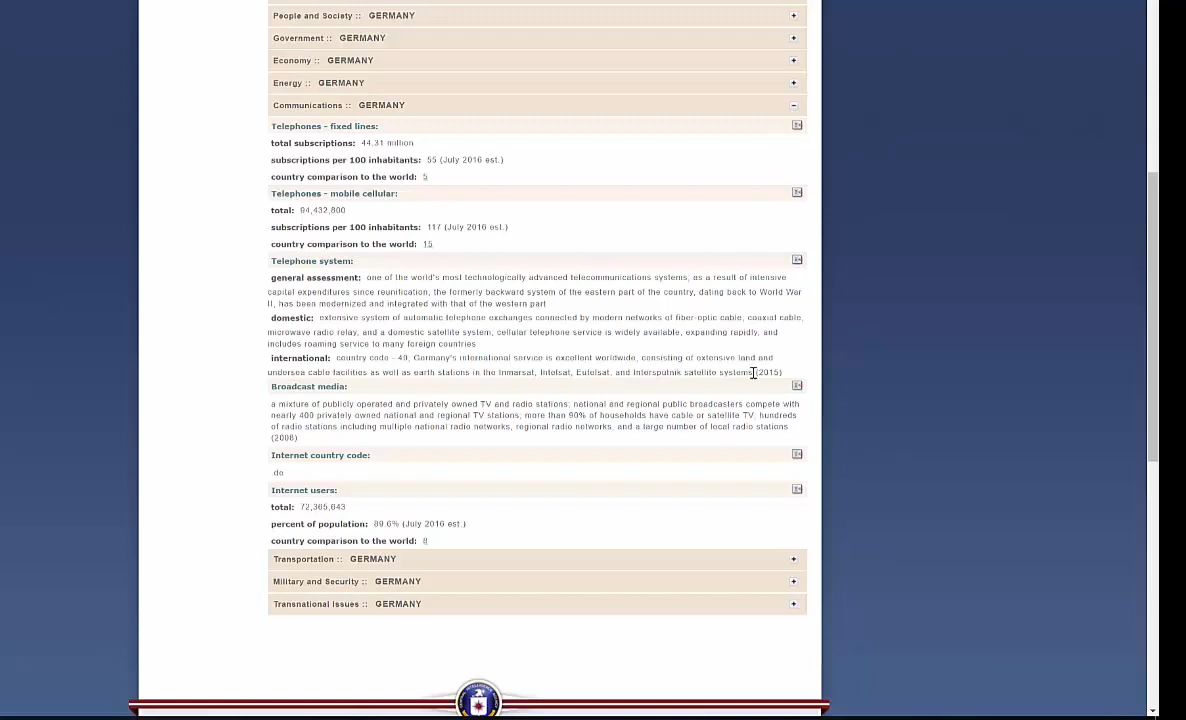 People and Society :: GERMANY
Government :: GERMANY
Economy :: GERMANY
Energy :: GERMANY
Communications :: GERMANY
Telephones - fixed lines:
total subscriptions: 44.31 million
subscriptions per 100 inhabitants: 55 (July 2016 est.)
country comparison to the world: 5
Telephones - mobile cellular:
total: 94,432,800
subscriptions per 100 inhabitants: 117 (July 2016 est.)
country comparison to the world: 15
Telephone system:
general assessment: one of the world's most technologically advanced telecommunications systems; as a result of intensive
capital expenditures since reunification, the formerly backward system of the eastern part of the country, dating back to World War
II, has been modernized and integrated with that of the western part
domestic: extensive system of automatic telephone exchanges connected by modern networks of fiber-optic cable, coaxial cable,
microwave radio relay, and a domestic satellite system; cellular telephone service is widely available, expanding rapidly, and
includes roaming service to many foreign countries
international: country code - 49; Germany's international service is excellent worldwide, consisting of extensive land and
undersea cable facilities as well as earth stations in the Inmarsat, Intelsat, Eutelsat, and Intersputnik satellite systems (2015)
Broadcast media:
a mixture of publicly operated and privately owned TV and radio stations; national and regional public broadcasters compete with
nearly 400 privately owned national and regional TV stations; more than 90% of households have cable or satellite TV; hundreds
of radio stations including multiple national radio networks, regional radio networks, and a large number of local radio stations
(2008)
Internet country code:
.de
Internet users:
total: 72,365,643
percent of population: 89.6% (July 2016 est.)
country comparison to the world: 8
Transportation :: GERMANY
Military and Security :: GERMANY
Transnational Issues :: GERMANY